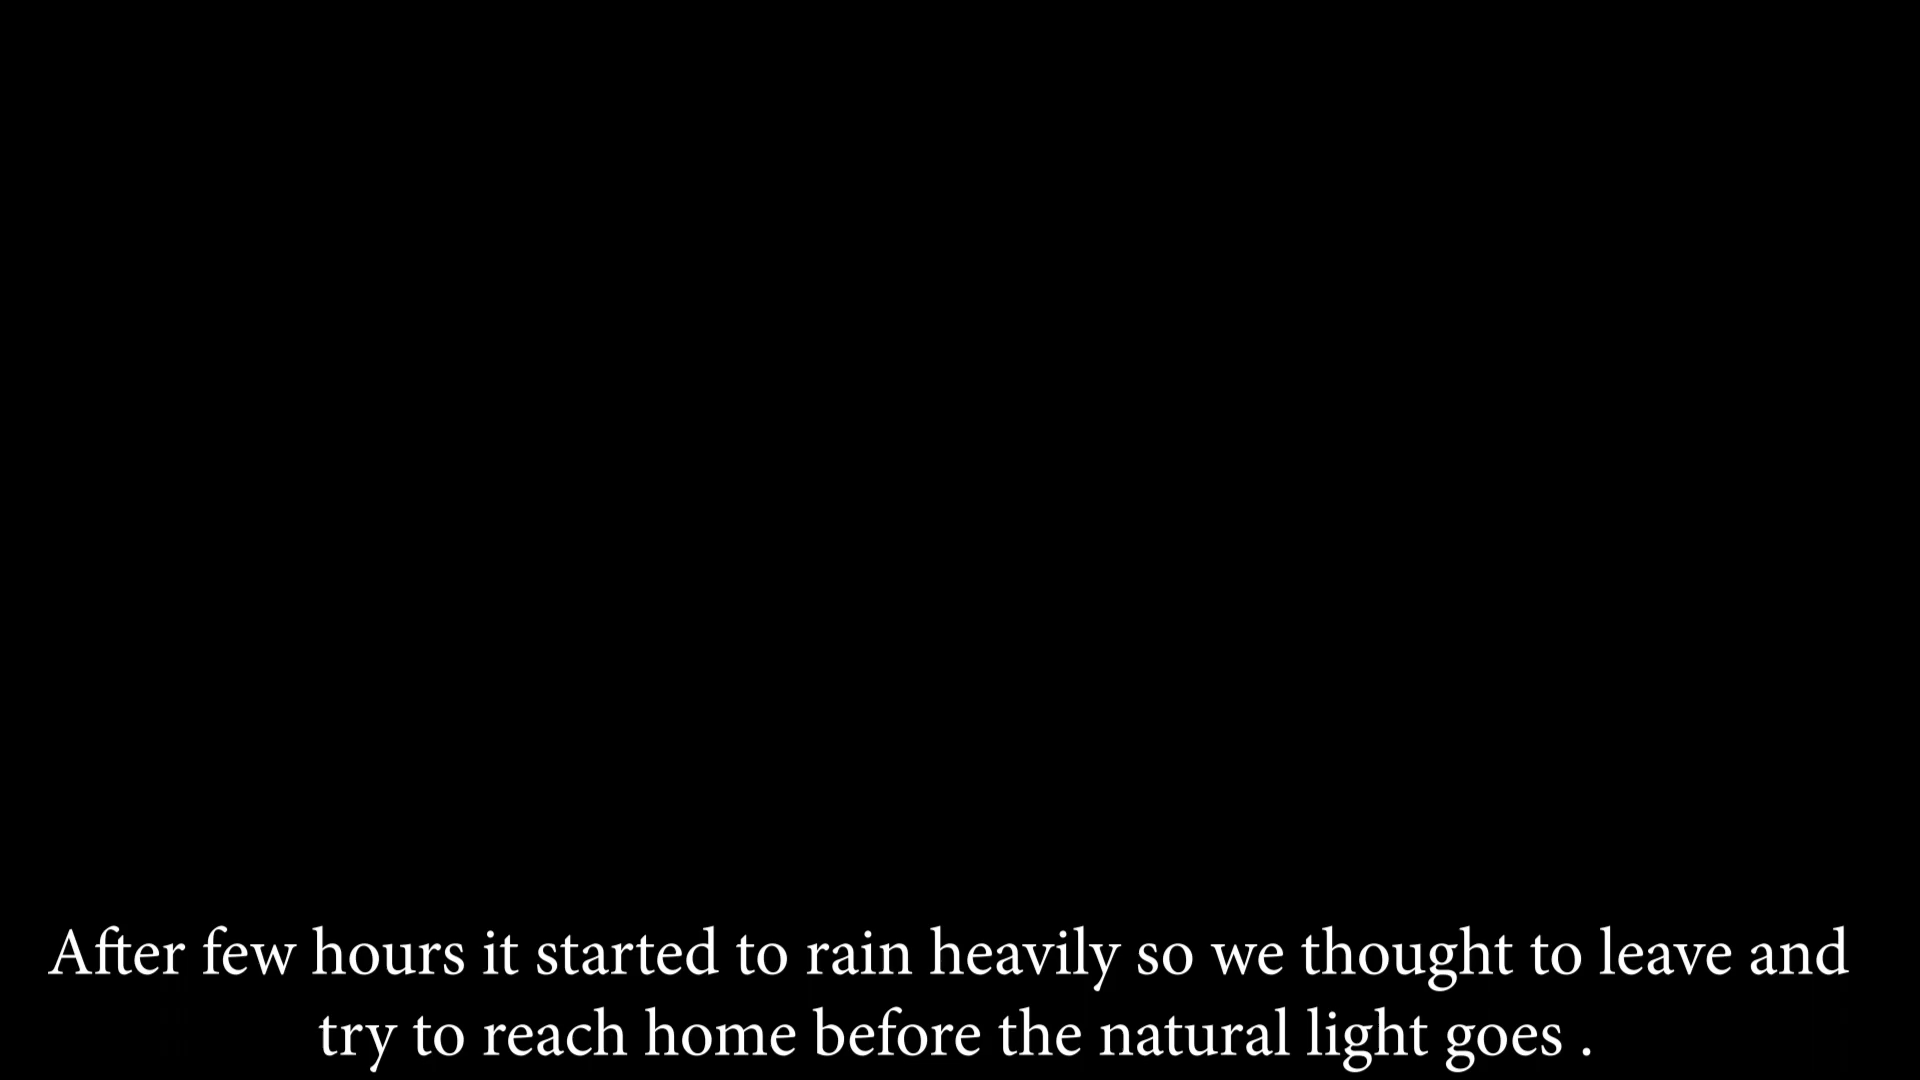 After few hours it started to rain heavily so we thought to leave and
try to reach home before the natural light goes .